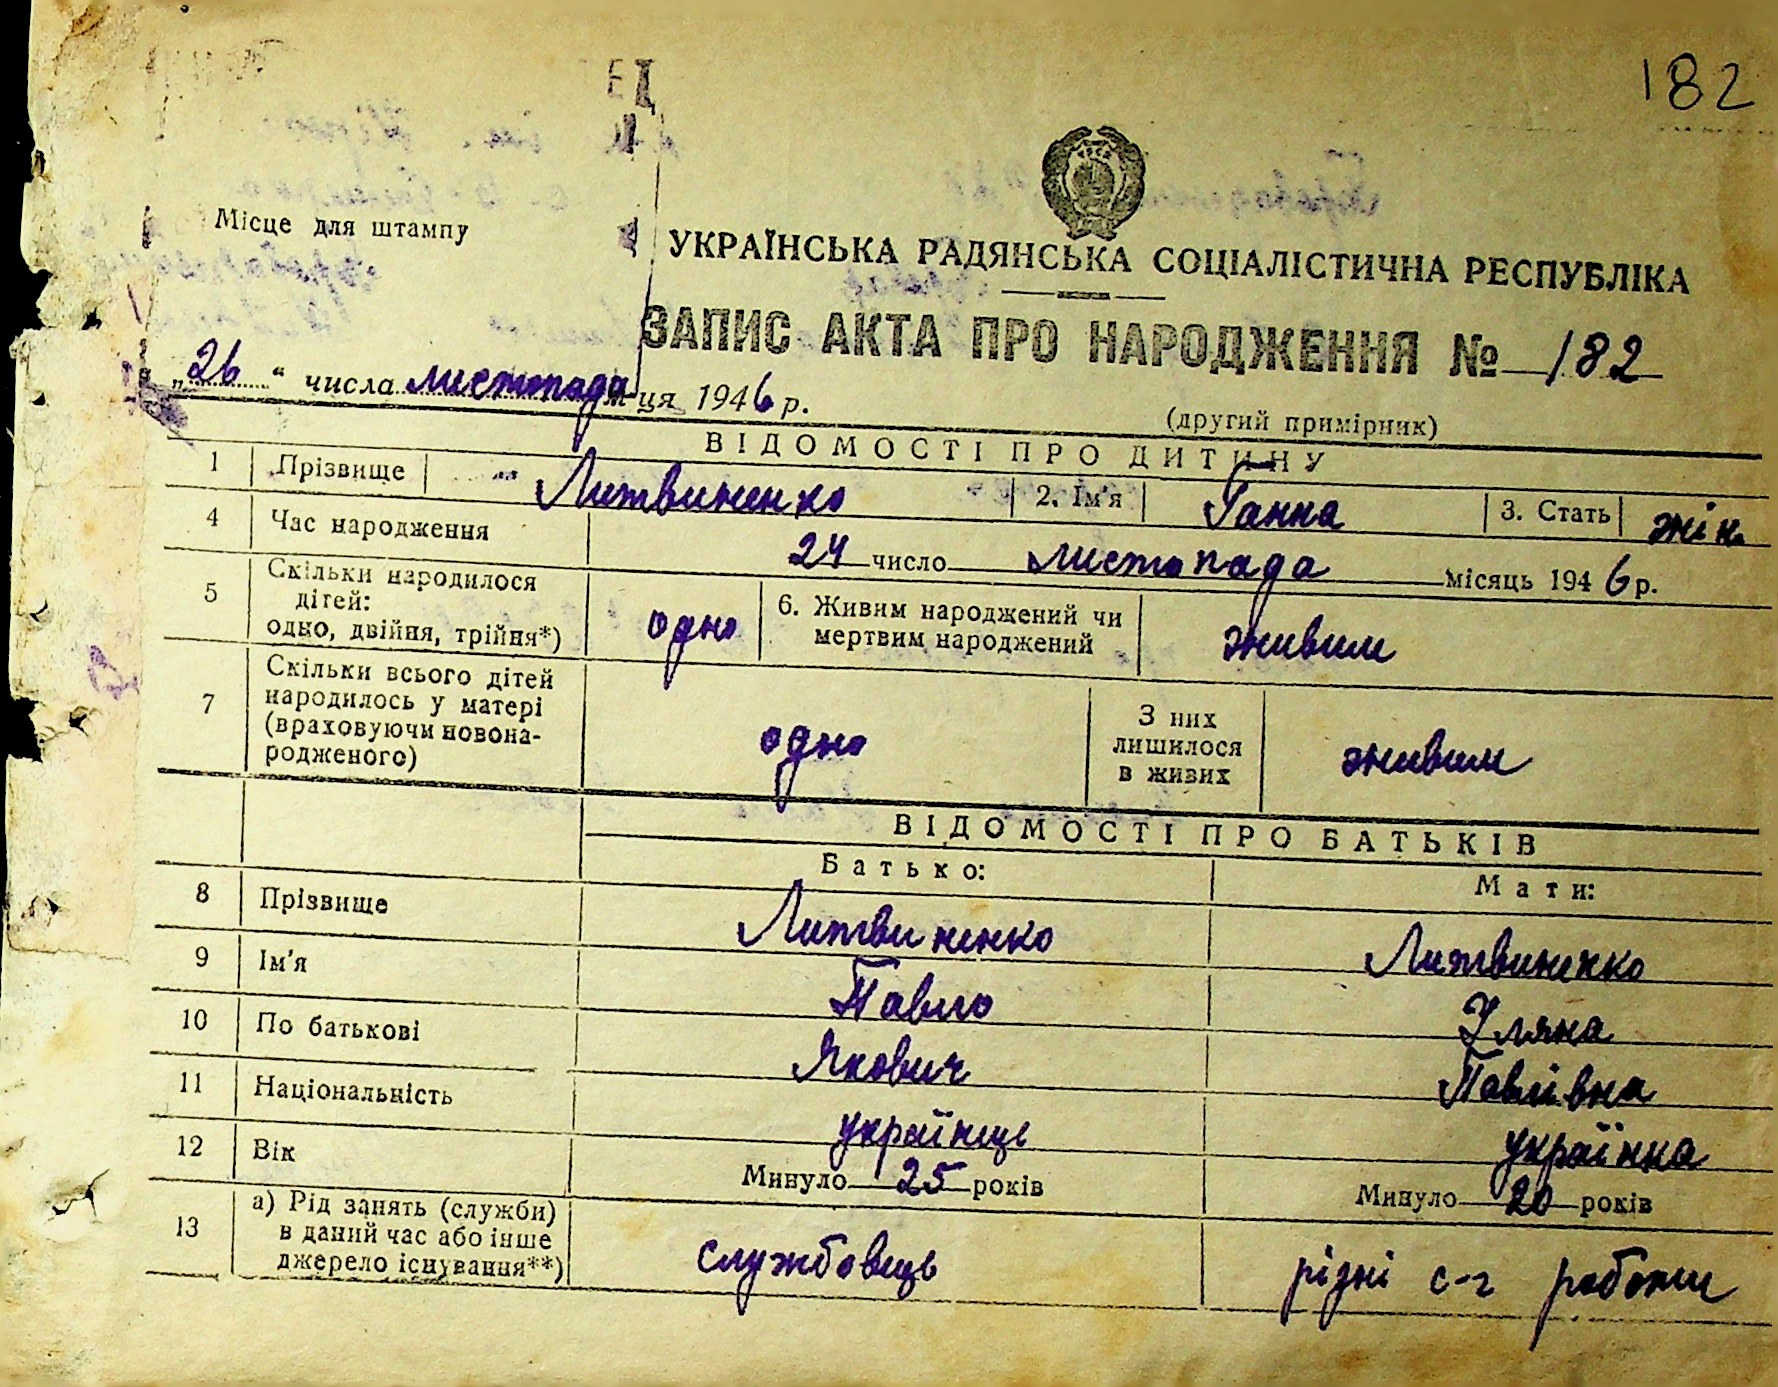 182
Місце для штампу
УКРАЇНСЬКА РАДЯНСЬКА СОЦІАЛІСТИЧНА РЕСПУБЛІКА
ЗАПИС АКТА ПРО НАРОДЖЕННЯ № 182
„26“ числа листопада м-ця 1946 р.
(другий примірник)
ВІДОМОСТІ ПРО ДИТИНУ
1 Прізвище Литвиненко 2. Ім'я Ганна 3. Стать жін.
4 Час народження 24 число листопада місяць 1946 р.
5 Скільки народилося дітей: одно, двійня, трійня*) одно 6. Живим народжений чи мертвим народжений живим
7 Скільки всього дітей народилось у матері (враховуючи новонародженого) одно З них лишилося в живих живим
ВІДОМОСТІ ПРО БАТЬКІВ
Батько: Мати:
8 Прізвище Литвиненко Литвиненко
9 Ім'я Павло Уляна
10 По батькові Якович Павлівна
11 Національність українець українка
12 Вік Минуло 25 років Минуло 20 років
13 а) Рід занять (служби) в даний час або інше джерело існування**) службовець різні с-г роботи